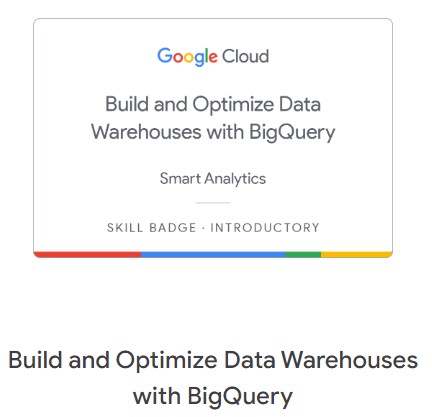 Google Cloud
Build and Optimize Data
Warehouses with BigQuery
Smart Analytics
SKILL BADGE · INTRODUCTORY
Build and Optimize Data Warehouses
with BigQuery